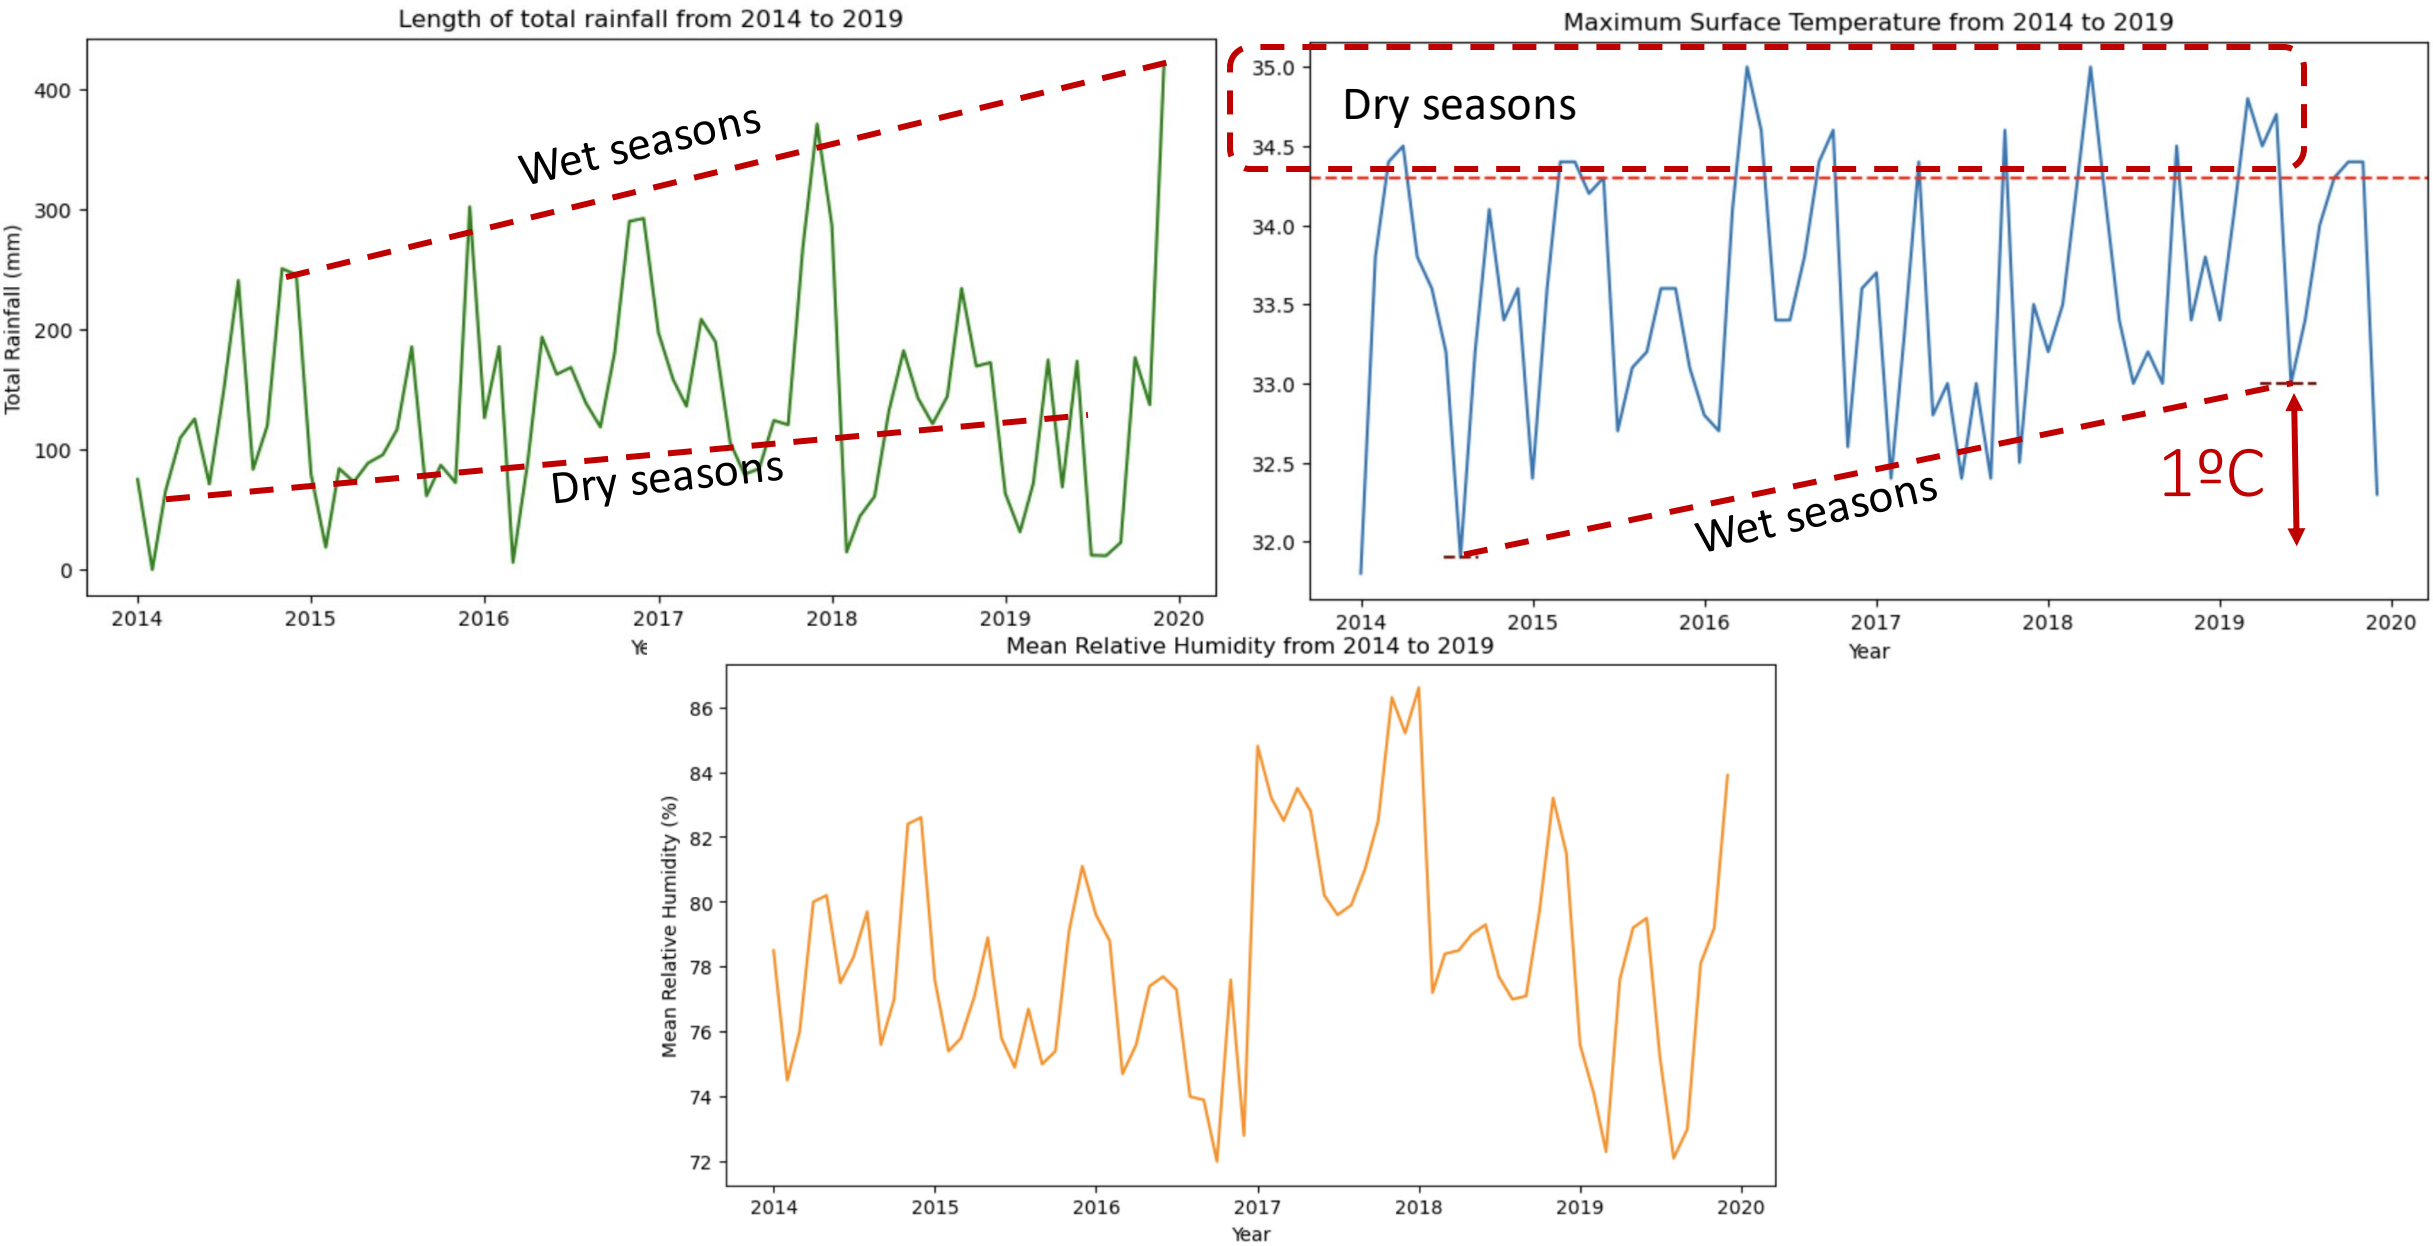 Length of total rainfall from 2014 to 2019
Total Rainfall (mm)
400
300
200
100
0
Wet seasons
Dry seasons
2014 2015 2016 2017 2018 2019 2020
Ye
Maximum Surface Temperature from 2014 to 2019
35.0
34.5
34.0
33.5
33.0
32.5
32.0
Dry seasons
Wet seasons
1ºC
2014 2015 2016 2017 2018 2019 2020
Year
Mean Relative Humidity from 2014 to 2019
Mean Relative Humidity (%)
86
84
82
80
78
76
74
72
2014 2015 2016 2017 2018 2019 2020
Year